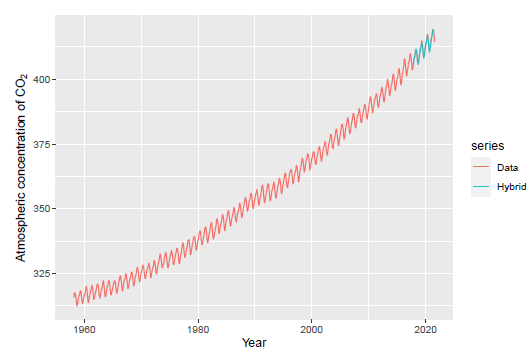 400
375
350
325
1960
1980
2000
2020
Year
Atmospheric concentration of CO₂
series
Data
Hybrid